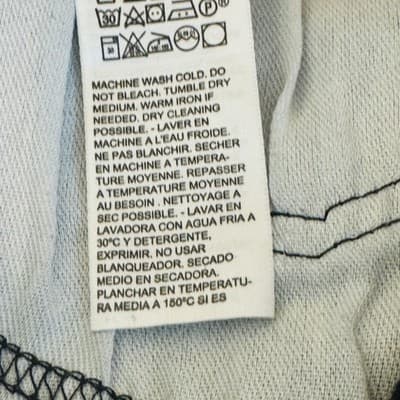 30 P
MACHINE WASH COLD. DO
NOT BLEACH. TUMBLE DRY
MEDIUM. WARM IRON IF
NEEDED. DRY CLEANING
POSSIBLE. - LAVER EN
MACHINE A L'EAU FROIDE.
NE PAS BLANCHIR. SECHER
EN MACHINE A TEMPERA-
TURE MOYENNE. REPASSER
A TEMPERATURE MOYENNE
AU BESOIN . NETTOYAGE A
SEC POSSIBLE. - LAVAR EN
LAVADORA CON AGUA FRIA A
30ºC Y DETERGENTE,
EXPRIMIR. NO USAR
BLANQUEADOR. SECADO
MEDIO EN SECADORA.
PLANCHAR EN TEMPERATU-
RA MEDIA A 150ºC SI ES